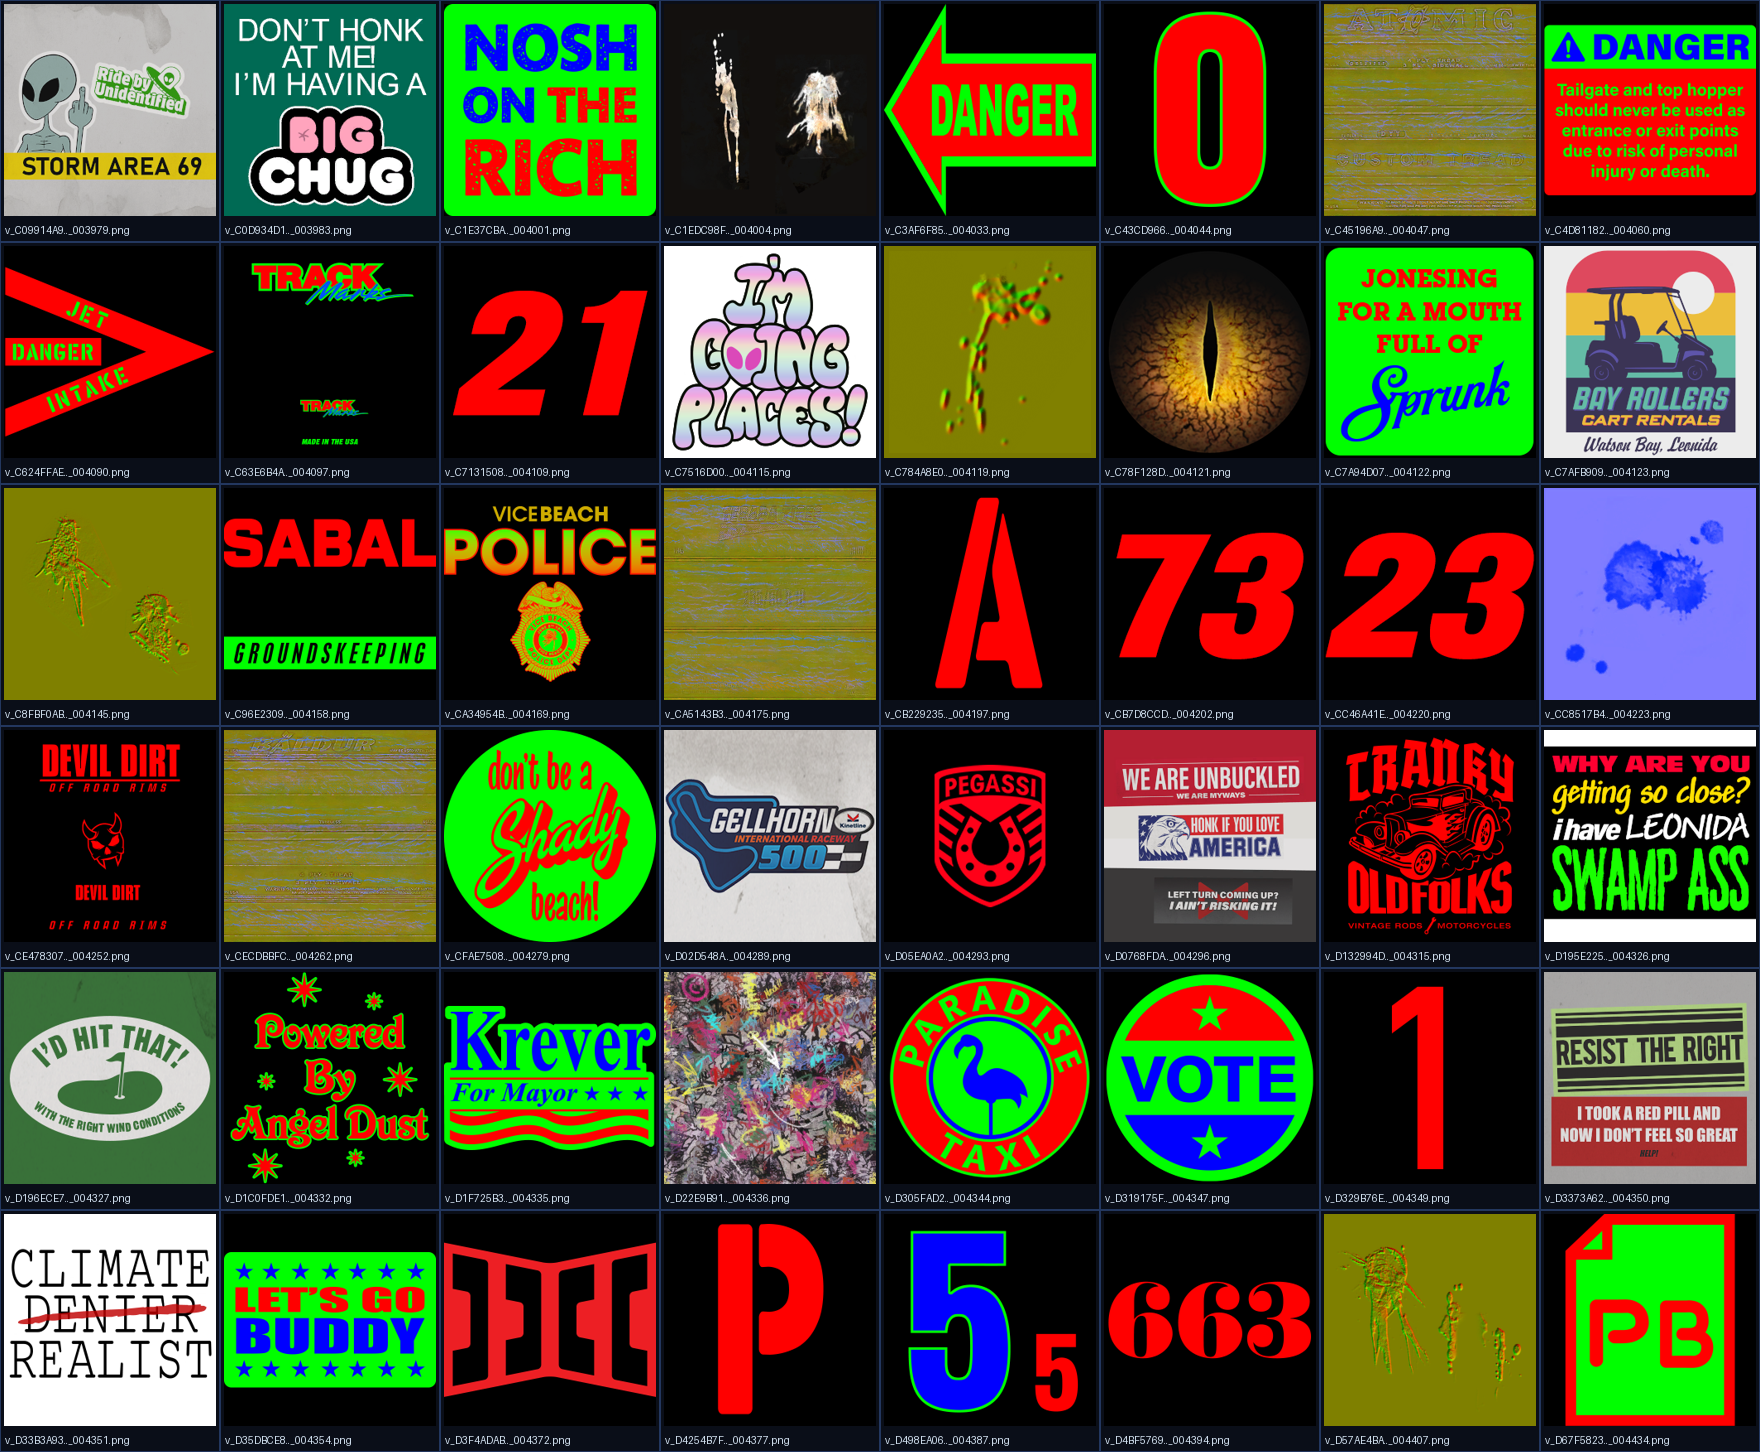 Ride by
Unidentified
STORM AREA 69
v_C09914A9.._003979.png
DON'T HONK
AT ME!
I'M HAVING A
BIG
CHUG
v_C0D934D1.._003983.png
NOSH
ON THE
RICH
v_C1E37CBA.._004001.png
v_C1EDC98F.._004004.png
DANGER
v_C3AF6F85.._004033.png
0
v_C43CD966.._004044.png
ATOMIC
CUSTOM TREAD
v_C45196A9.._004047.png
DANGER
Tailgate and top hopper
should never be used as
entrance or exit points
due to risk of personal
injury or death.
v_C4D81182.._004060.png
JET
DANGER
INTAKE
v_C624FFAE.._004090.png
TRACK
Marks
TRACK
Marks
MADE IN THE USA
v_C63E6B4A.._004097.png
21
v_C7131508.._004109.png
I'M
GOING
PLACES!
v_C7516D00.._004115.png
v_C784A8E0.._004119.png
v_C78F128D.._004121.png
JONESING
FOR A MOUTH
FULL OF
Sprunk
v_C7A94D07.._004122.png
BAY ROLLERS
CART RENTALS
Watson Bay, Leonida
v_C7AFB909.._004123.png
v_C8FBF0AB.._004145.png
SABAL
GROUNDSKEEPING
v_C96E2309.._004158.png
VICE BEACH
POLICE
VICE BEACH
POLICE DEPT
v_CA34954B.._004169.png
v_CA5143B3.._004175.png
A
v_CB229235.._004197.png
73
v_CB7D8CCD.._004202.png
23
v_CC46A41E.._004220.png
v_CC8517B4.._004223.png
DEVIL DIRT
OFF ROAD RIMS
DEVIL DIRT
OFF ROAD RIMS
v_CE478307.._004252.png
BÄLDUR
v_CECDBBFC.._004262.png
don't be a
Shady
beach!
v_CFAE7508.._004279.png
GELLHORN
Kinetline
INTERNATIONAL RACEWAY
500
v_D02D548A.._004289.png
PEGASSI
v_D05EA0A2.._004293.png
WE ARE UNBUCKLED
WE ARE MYWAYS
HONK IF YOU LOVE
AMERICA
LEFT TURN COMING UP?
I AIN'T RISKING IT!
v_D0768FDA.._004296.png
CRANKY
OLDFOLKS
VINTAGE RODS MOTORCYCLES
v_D132994D.._004315.png
WHY ARE YOU
getting so close?
i have LEONIDA
SWAMP ASS
v_D195E225.._004326.png
I'D HIT THAT!
WITH THE RIGHT WIND CONDITIONS
v_D196ECE7.._004327.png
Powered
By
Angel Dust
v_D1C0FDE1.._004332.png
Krever
For Mayor
v_D1F725B3.._004335.png
v_D22E9B91.._004336.png
PARADISE
TAXI
v_D305FAD2.._004344.png
VOTE
v_D319175F.._004347.png
1
v_D329B76E.._004349.png
RESIST THE RIGHT
I TOOK A RED PILL AND
NOW I DON'T FEEL SO GREAT
HELP!
v_D3373A62.._004350.png
CLIMATE
DENIER
REALIST
v_D33B3A93.._004351.png
LET'S GO
BUDDY
v_D35DBCE8.._004354.png
v_D3F4ADAB.._004372.png
P
v_D4254B7F.._004377.png
5 5
v_D498EA06.._004387.png
663
v_D4BF5769.._004394.png
v_D57AE4BA.._004407.png
PB
v_D67F5823.._004434.png